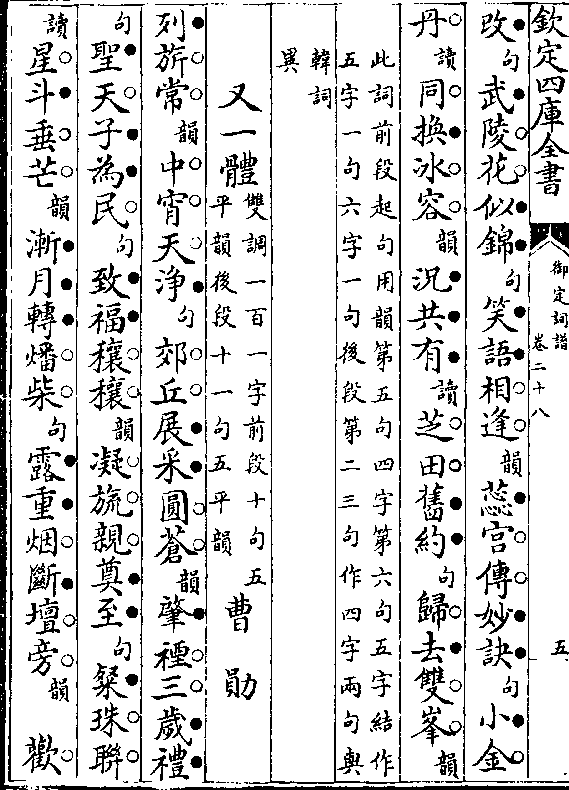 欽定四庫全書
御定詞譜
卷二十八
五
改句武陵花似錦句笑語相逢韻蕊宫傳妙訣句小金
丹讀同換冰容韻況共有讀芝田舊約句歸去雙峯韻
此詞前段起句用韻第五句四字第六句五字結作
五字一句六字一句後段第二三句作四字兩句與
韓詞
異
又一體雙調一百一字前段十句五
平韻後段十一句五平韻
曹勛
列旂常韻中宵天淨句郊丘展采圓蒼韻肇禋三歲禮
句聖天子為民句致福穰穰韻凝旒親奠至句粲珠聯
讀星斗垂芒韻漸月轉燔柴句露重烟斷壇旁韻歡